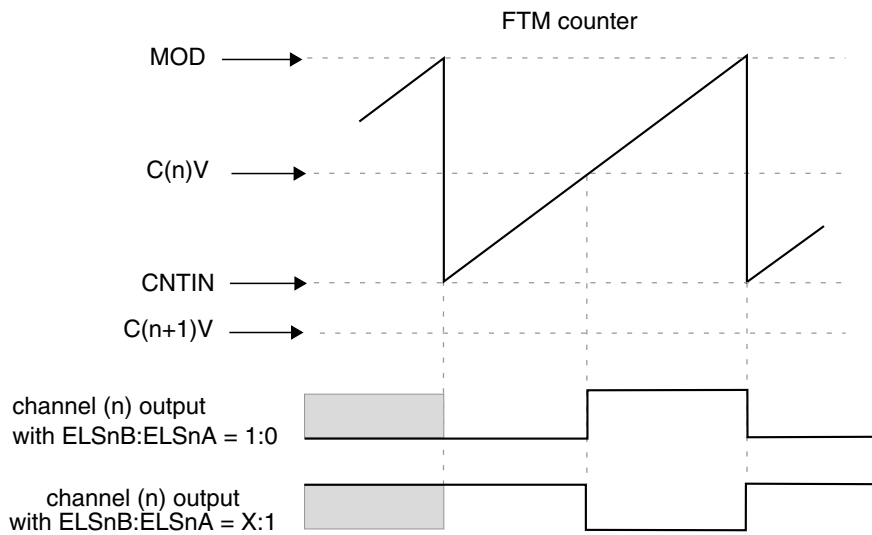 FTM counter
MOD
C(n)V
CNTIN
C(n+1)V
channel (n) output
with ELSnB:ELSnA = 1:0
channel (n) output
with ELSnB:ELSnA = X:1